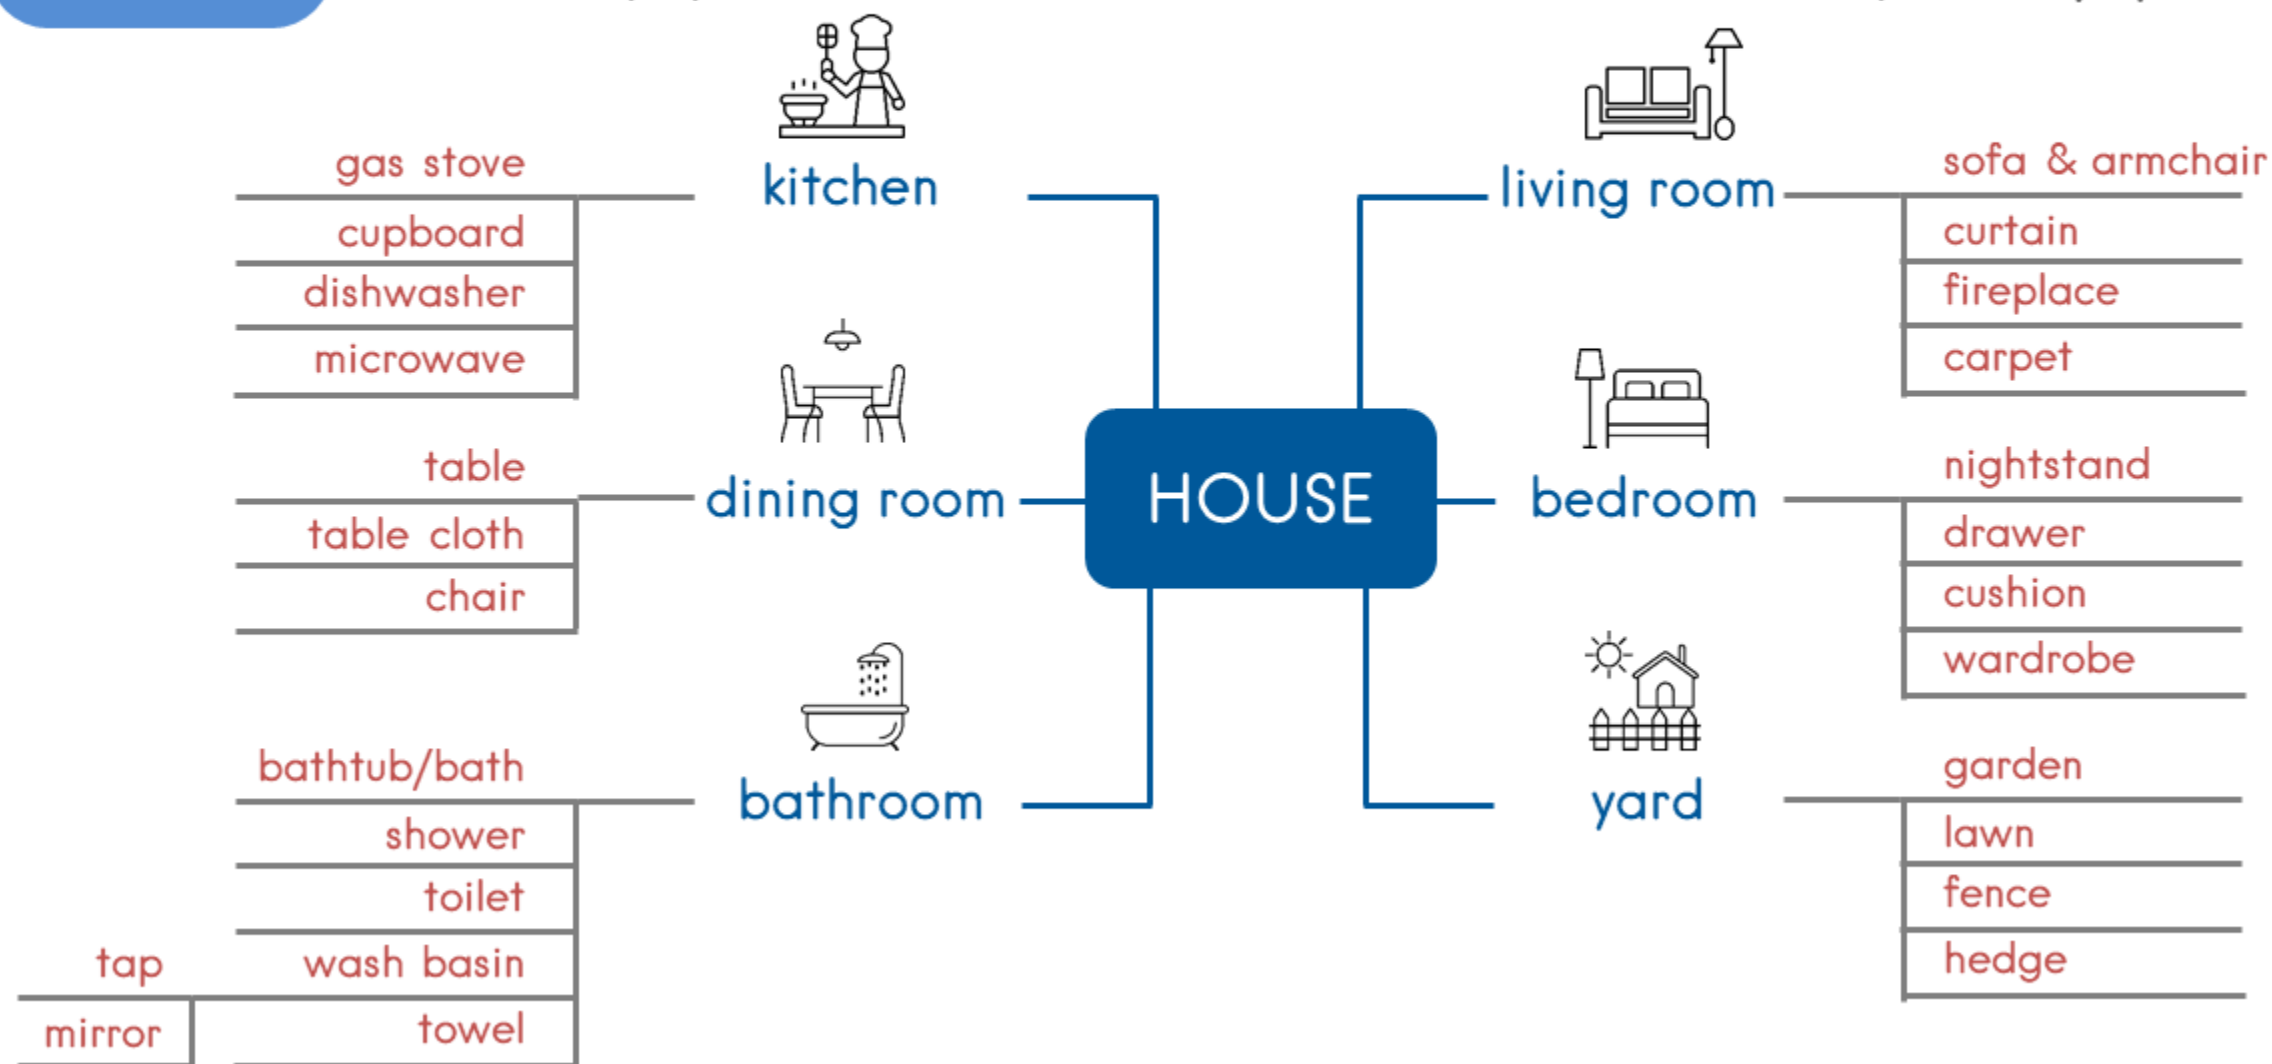 kitchen
gas stove
cupboard
dishwasher
microwave
dining room
table
table cloth
chair
bathroom
bathtub/bath
shower
toilet
wash basin
tap
mirror
towel
HOUSE
living room
sofa & armchair
curtain
fireplace
carpet
bedroom
nightstand
drawer
cushion
wardrobe
yard
garden
lawn
fence
hedge